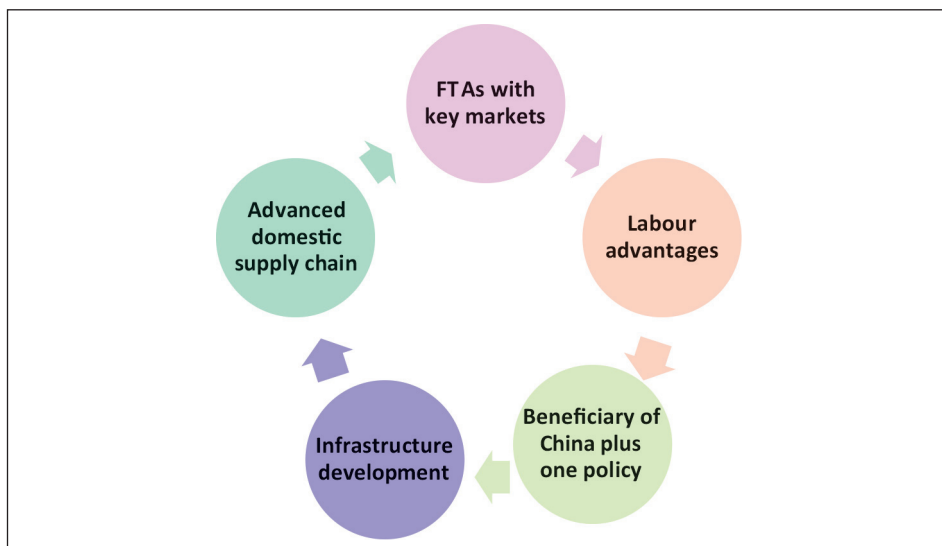 FTAs with
key markets
Labour
advantages
Beneficiary of
China plus
one policy
Infrastructure
development
Advanced
domestic
supply chain